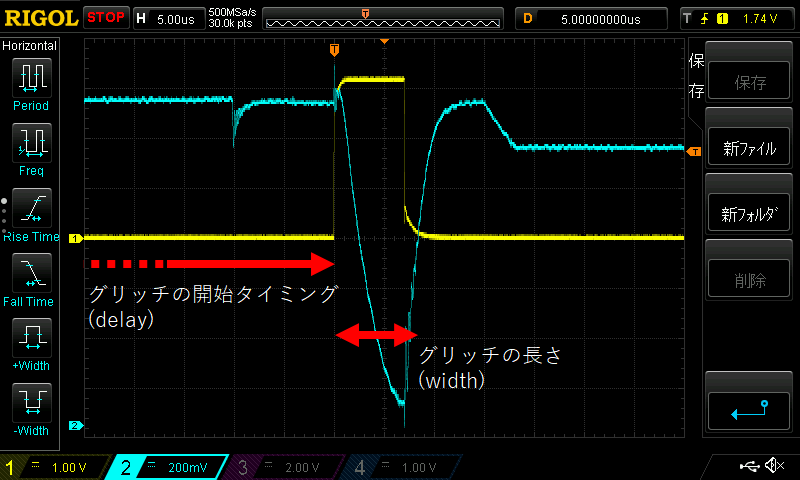 RIGOL STOP H 5.00us 500MSa/s 30.0k pts T D 5.00000000us T 1 1.74 V
Horizontal
Period
Freq
Rise Time
Fall Time
+Width
-Width
T
T
1
2
グリッチの開始タイミング
(delay)
グリッチの長さ
(width)
保存
保存
新ファイル
新フォルダ
削除
1 1.00 V 2 200mV 3 2.00 V 4 1.00 V